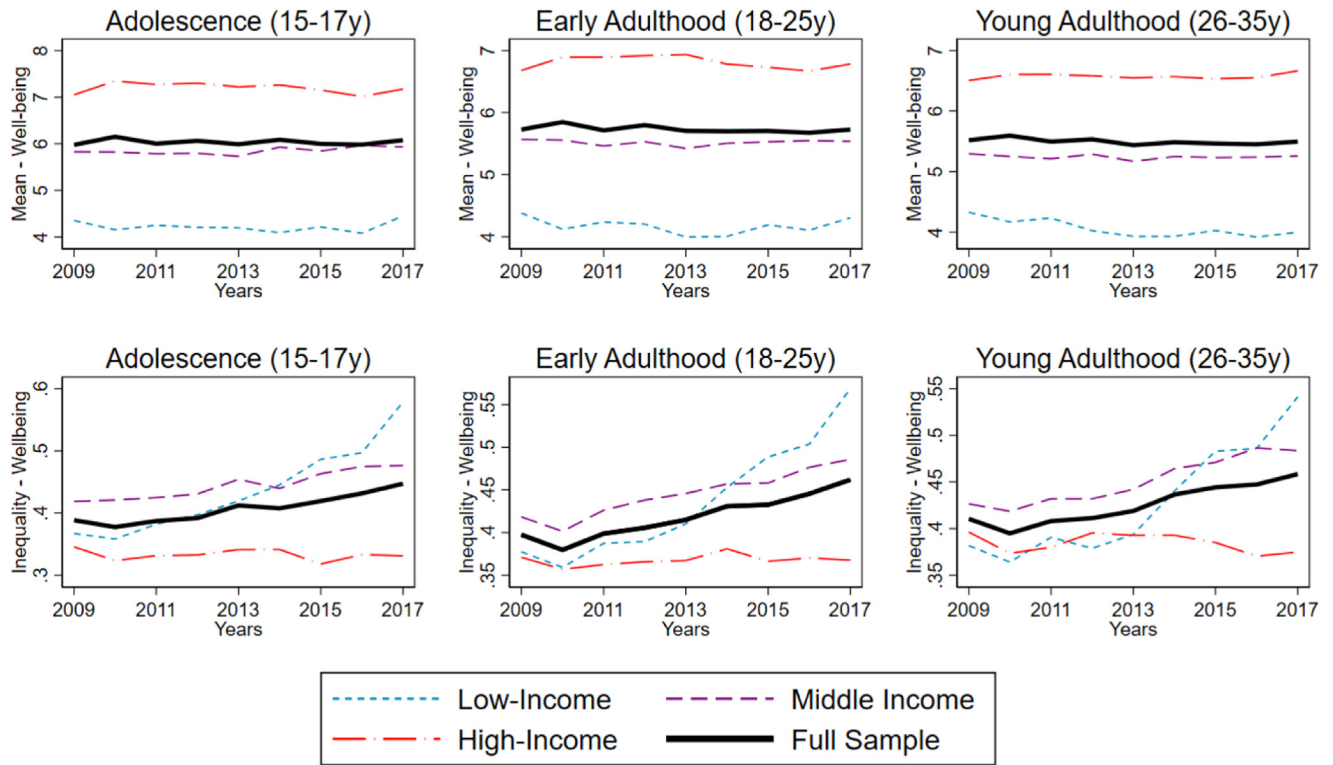 Adolescence (15-17y)
Mean - Well-being
8
7
6
5
4
2009 2011 2013 2015 2017
Years
Early Adulthood (18-25y)
Mean - Well-being
7
6
5
4
2009 2011 2013 2015 2017
Years
Young Adulthood (26-35y)
Mean - Well-being
7
6
5
4
2009 2011 2013 2015 2017
Years
Adolescence (15-17y)
Inequality - Wellbeing
.6
.5
.4
.3
2009 2011 2013 2015 2017
Years
Early Adulthood (18-25y)
Inequality - Wellbeing
.55
.5
.45
.4
.35
2009 2011 2013 2015 2017
Years
Young Adulthood (26-35y)
Inequality - Wellbeing
.55
.5
.45
.4
.35
2009 2011 2013 2015 2017
Years
Low-Income Middle Income
High-Income Full Sample